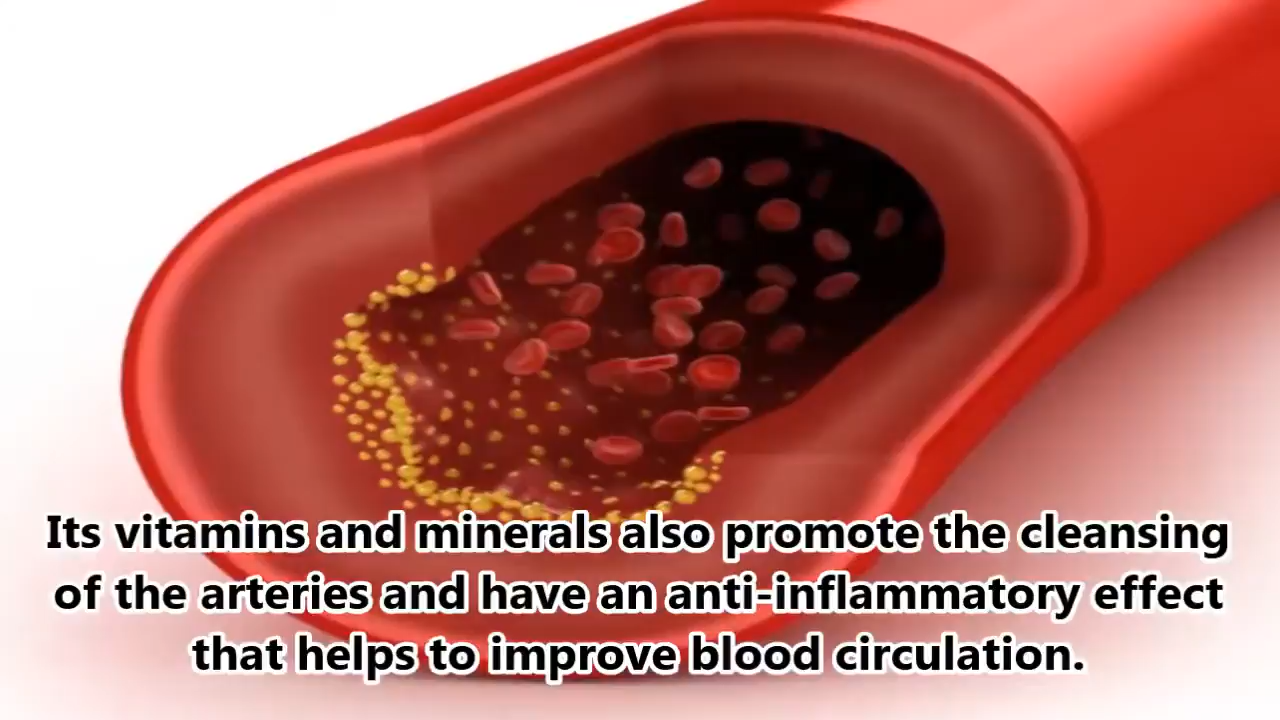 Its vitamins and minerals also promote the cleansing
of the arteries and have an anti-inflammatory effect
that helps to improve blood circulation.